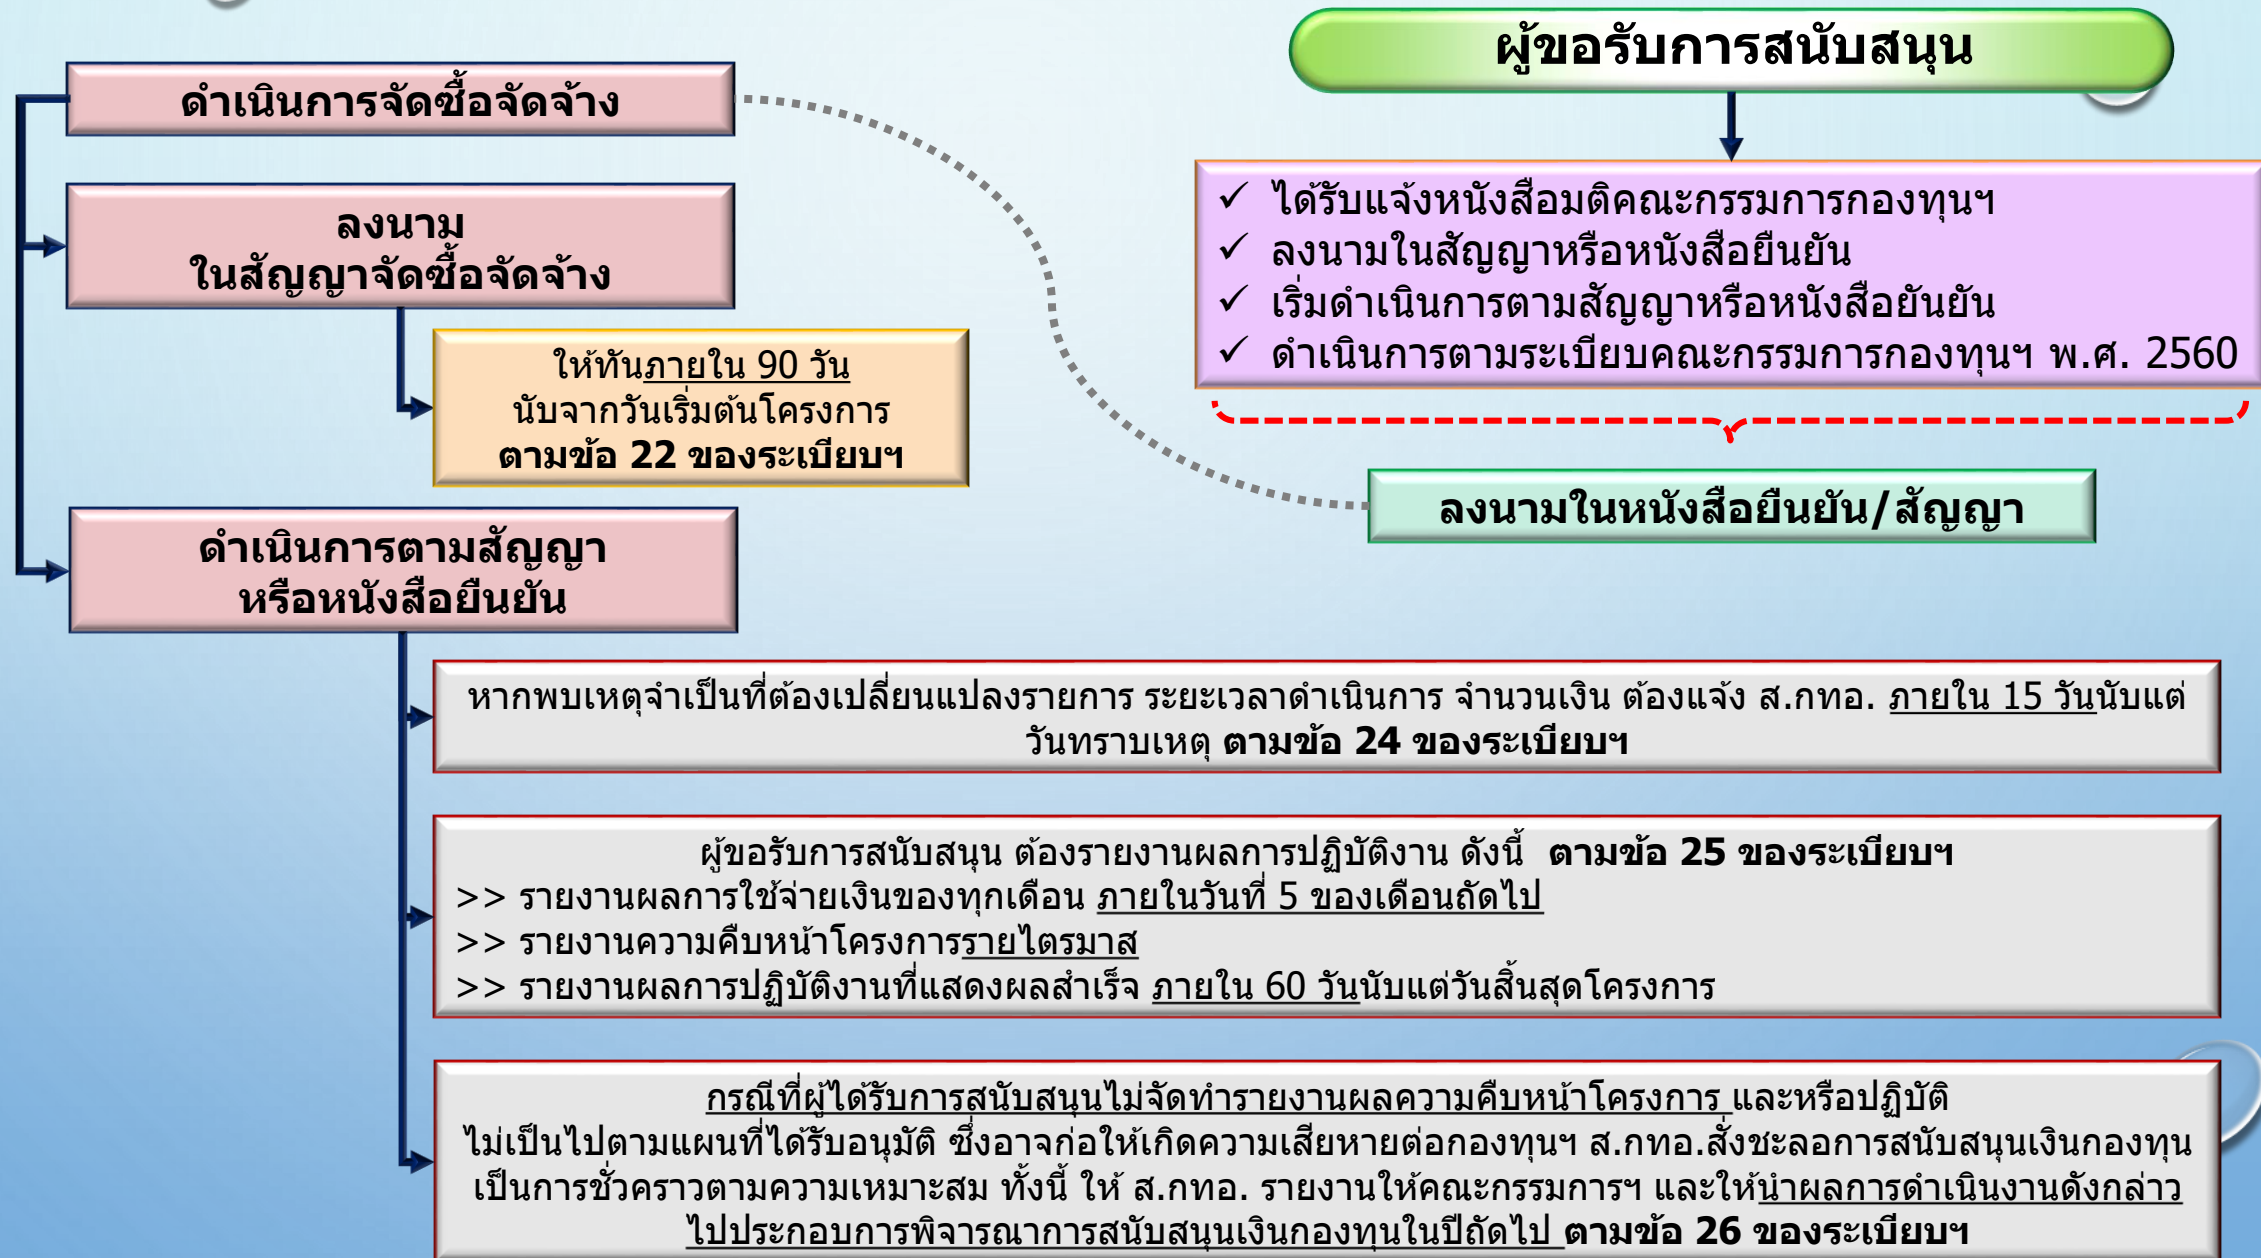 ผู้ขอรับการสนับสนุน
✓ ได้รับแจ้งหนังสือมติคณะกรรมการกองทุนฯ
✓ ลงนามในสัญญาหรือหนังสือยืนยัน
✓ เริ่มดำเนินการตามสัญญาหรือหนังสือยันยัน
✓ ดำเนินการตามระเบียบคณะกรรมการกองทุนฯ พ.ศ. 2560
ลงนามในหนังสือยืนยัน/สัญญา
ดำเนินการจัดซื้อจัดจ้าง
ลงนาม
ในสัญญาจัดซื้อจัดจ้าง
ให้ทันภายใน 90 วัน
นับจากวันเริ่มต้นโครงการ
ตามข้อ 22 ของระเบียบฯ
ดำเนินการตามสัญญา
หรือหนังสือยืนยัน
หากพบเหตุจำเป็นที่ต้องเปลี่ยนแปลงรายการ ระยะเวลาดำเนินการ จำนวนเงิน ต้องแจ้ง ส.กทอ. ภายใน 15 วันนับแต่
วันทราบเหตุ ตามข้อ 24 ของระเบียบฯ
ผู้ขอรับการสนับสนุน ต้องรายงานผลการปฏิบัติงาน ดังนี้ ตามข้อ 25 ของระเบียบฯ
>> รายงานผลการใช้จ่ายเงินของทุกเดือน ภายในวันที่ 5 ของเดือนถัดไป
>> รายงานความคืบหน้าโครงการรายไตรมาส
>> รายงานผลการปฏิบัติงานที่แสดงผลสำเร็จ ภายใน 60 วันนับแต่วันสิ้นสุดโครงการ
กรณีที่ผู้ได้รับการสนับสนุนไม่จัดทำรายงานผลความคืบหน้าโครงการ และหรือปฏิบัติ
ไม่เป็นไปตามแผนที่ได้รับอนุมัติ ซึ่งอาจก่อให้เกิดความเสียหายต่อกองทุนฯ ส.กทอ.สั่งชะลอการสนับสนุนเงินกองทุน
เป็นการชั่วคราวตามความเหมาะสม ทั้งนี้ ให้ ส.กทอ. รายงานให้คณะกรรมการฯ และให้นำผลการดำเนินงานดังกล่าว
ไปประกอบการพิจารณาการสนับสนุนเงินกองทุนในปีถัดไป ตามข้อ 26 ของระเบียบฯ